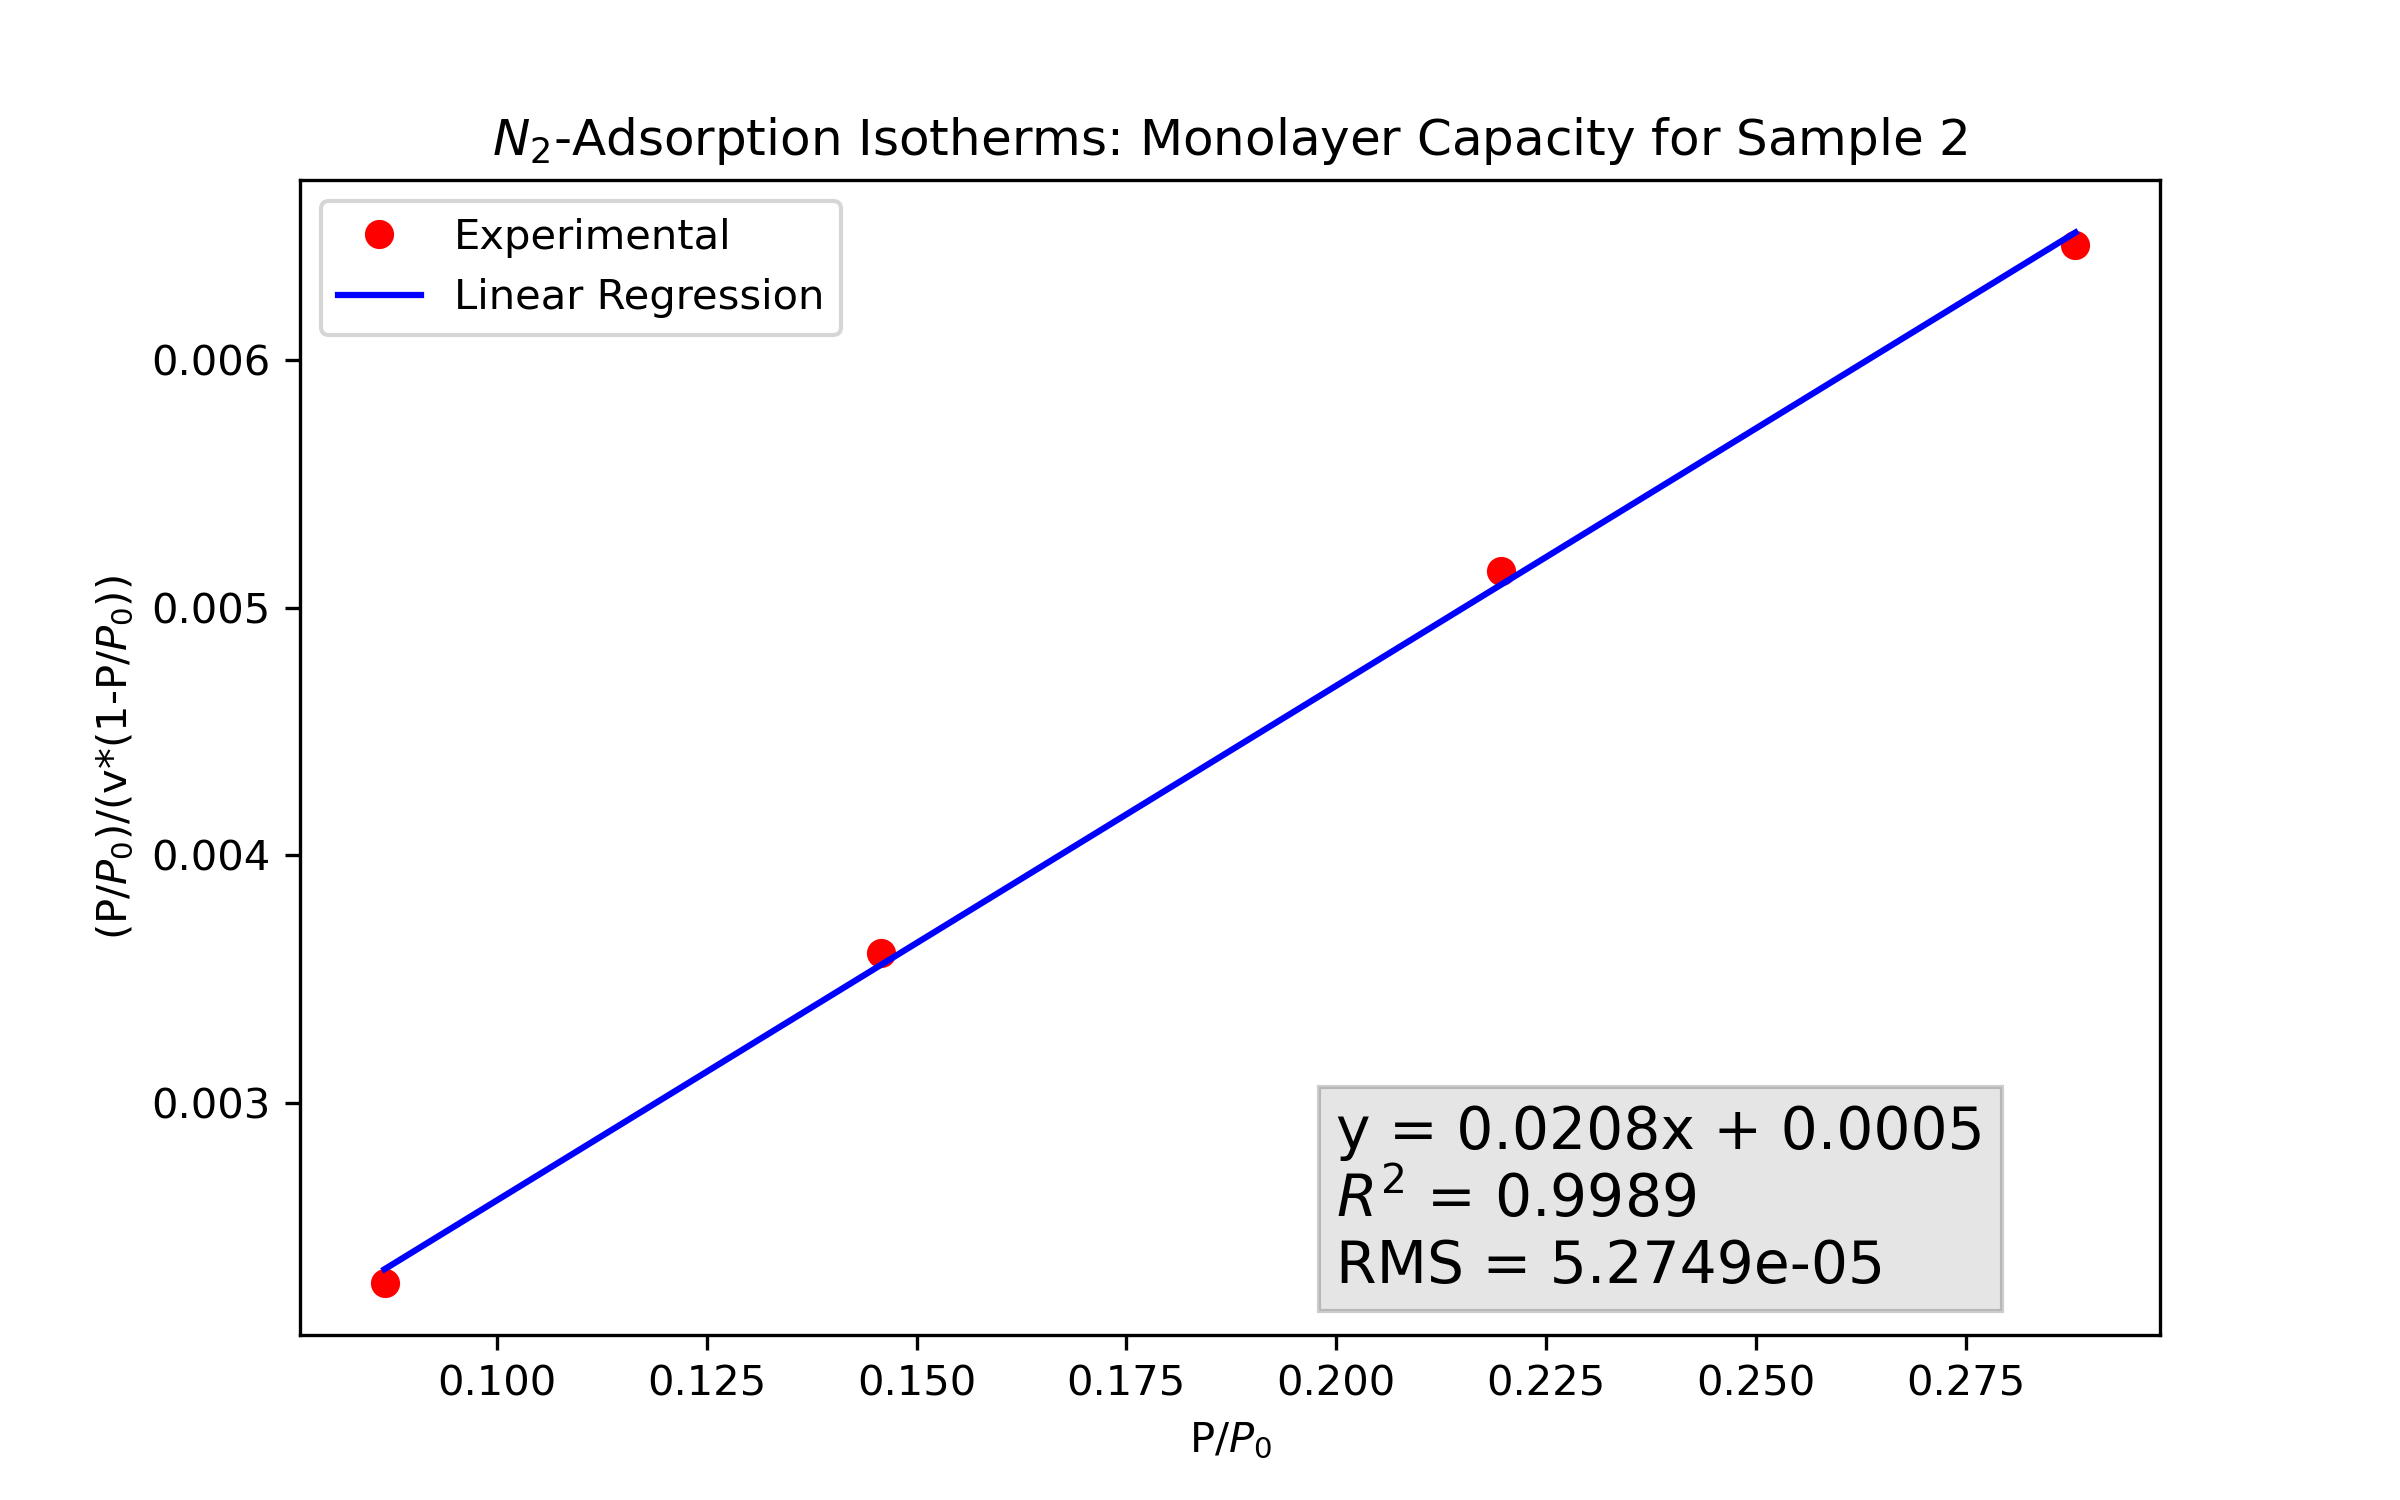 N₂-Adsorption Isotherms: Monolayer Capacity for Sample 2
Experimental
Linear Regression
(P/P₀)/(v*(1-P/P₀))
0.006
0.005
0.004
0.003
y = 0.0208x + 0.0005
R² = 0.9989
RMS = 5.2749e-05
0.100 0.125 0.150 0.175 0.200 0.225 0.250 0.275
P/P₀